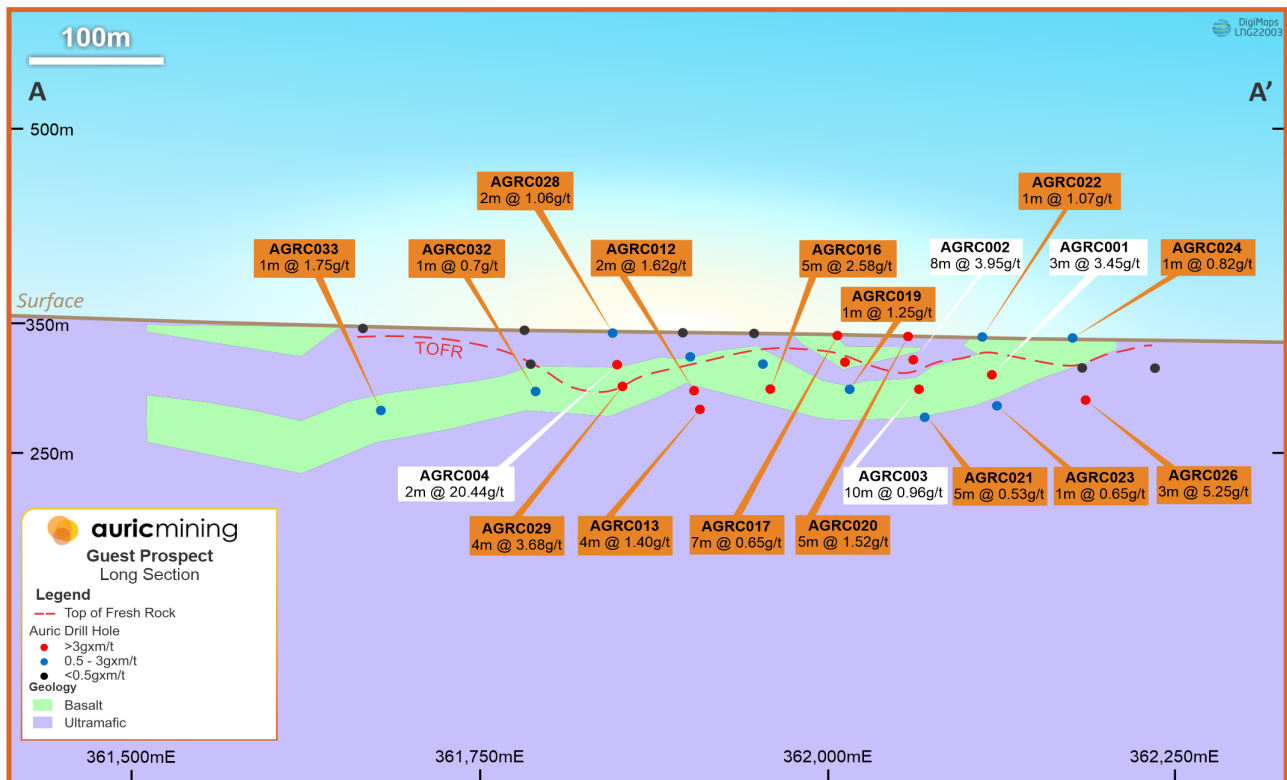 100m
DigiMaps
LNG22003
A
A'
500m
AGRC028
2m @ 1.06g/t
AGRC022
1m @ 1.07g/t
AGRC033
1m @ 1.75g/t
AGRC032
1m @ 0.7g/t
AGRC012
2m @ 1.62g/t
AGRC016
5m @ 2.58g/t
AGRC002
8m @ 3.95g/t
AGRC001
3m @ 3.45g/t
AGRC024
1m @ 0.82g/t
AGRC019
1m @ 1.25g/t
Surface
350m
TOFR
250m
AGRC004
2m @ 20.44g/t
AGRC003
10m @ 0.96g/t
AGRC021
5m @ 0.53g/t
AGRC023
1m @ 0.65g/t
AGRC026
3m @ 5.25g/t
AGRC029
4m @ 3.68g/t
AGRC013
4m @ 1.40g/t
AGRC017
7m @ 0.65g/t
AGRC020
5m @ 1.52g/t
auricmining
Guest Prospect
Long Section
Legend
Top of Fresh Rock
Auric Drill Hole
>3gxm/t
0.5 - 3gxm/t
<0.5gxm/t
Geology
Basalt
Ultramafic
361,500mE
361,750mE
362,000mE
362,250mE